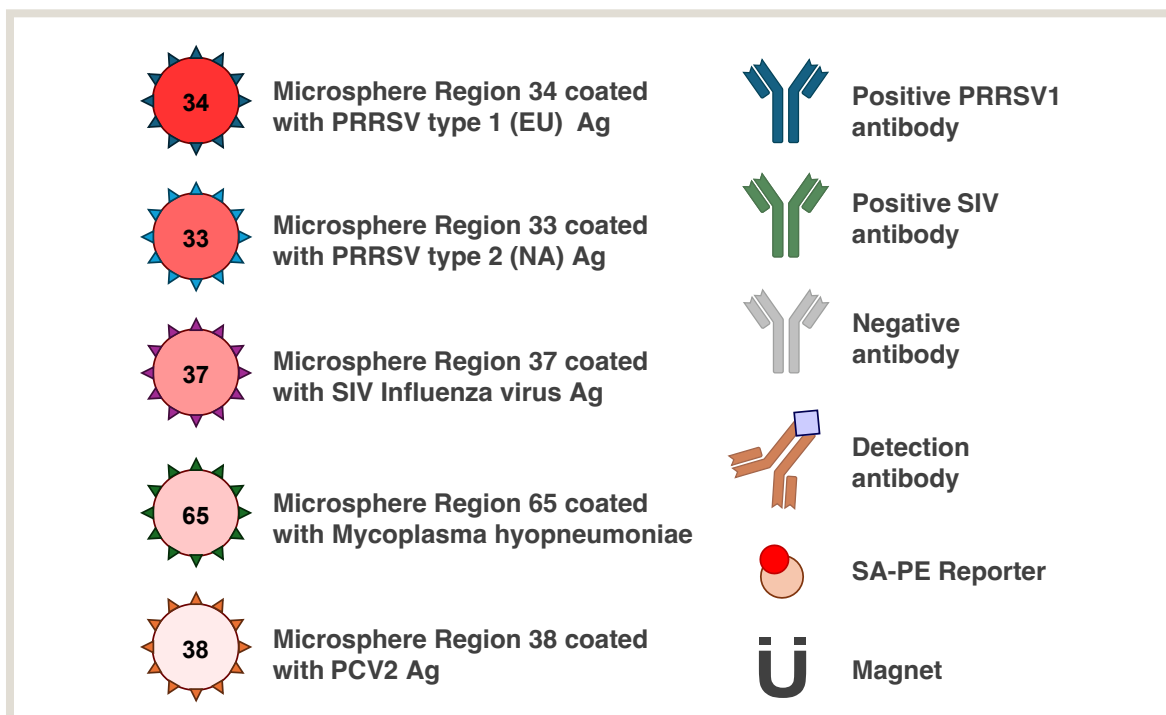 34
Microsphere Region 34 coated
with PRRSV type 1 (EU)  Ag
33
Microsphere Region 33 coated
with PRRSV type 2 (NA) Ag
37
Microsphere Region 37 coated
with SIV Influenza virus Ag
65
Microsphere Region 65 coated
with Mycoplasma hyopneumoniae
38
Microsphere Region 38 coated
with PCV2 Ag
Positive PRRSV1
antibody
Positive SIV
antibody
Negative
antibody
Detection
antibody
SA-PE Reporter
Magnet